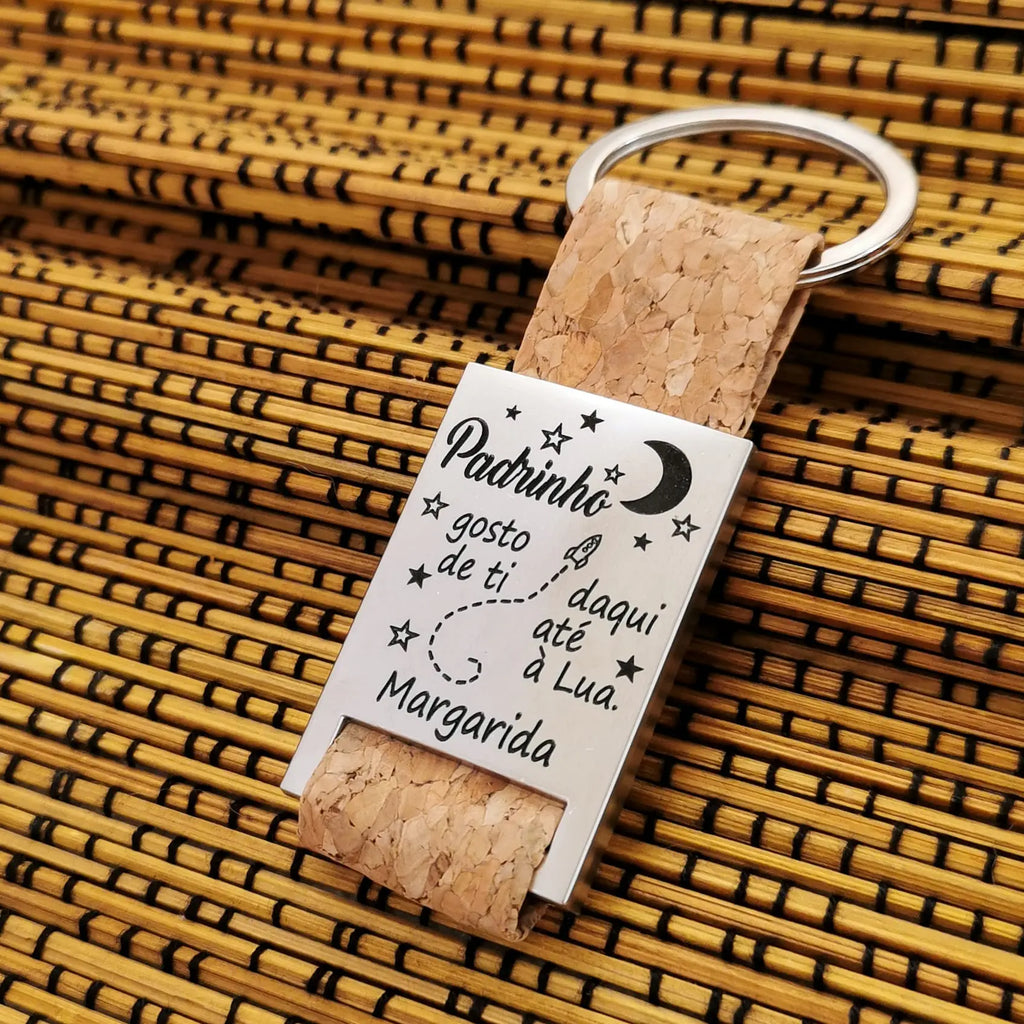 Padrinho
gosto
de ti
daqui
até
à Lua.
Margarida